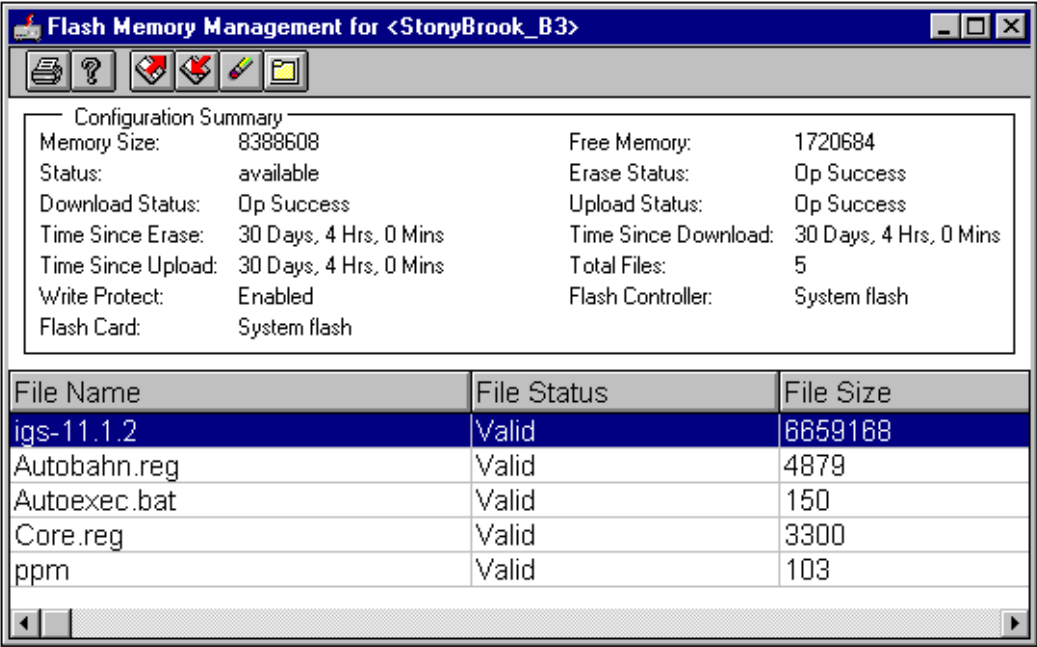 Flash Memory Management for <StonyBrook_B3>
Configuration Summary
Memory Size: 8388608 Free Memory: 1720684
Status: available Erase Status: Op Success
Download Status: Op Success Upload Status: Op Success
Time Since Erase: 30 Days, 4 Hrs, 0 Mins Time Since Download: 30 Days, 4 Hrs, 0 Mins
Time Since Upload: 30 Days, 4 Hrs, 0 Mins Total Files: 5
Write Protect: Enabled Flash Controller: System flash
Flash Card: System flash
File Name File Status File Size
igs-11.1.2 Valid 6659168
Autobahn.reg Valid 4879
Autoexec.bat Valid 150
Core.reg Valid 3300
ppm Valid 103